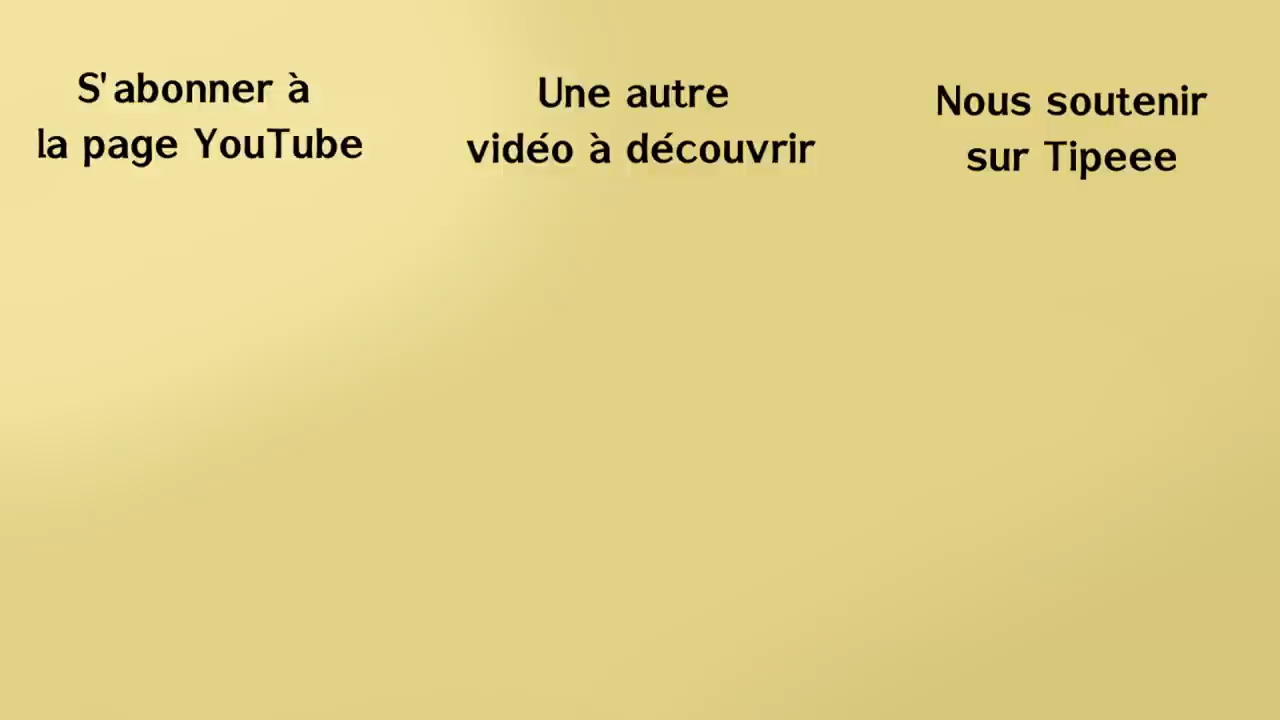 S'abonner à
la page YouTube
Une autre
vidéo à découvrir
Nous soutenir
sur Tipeee